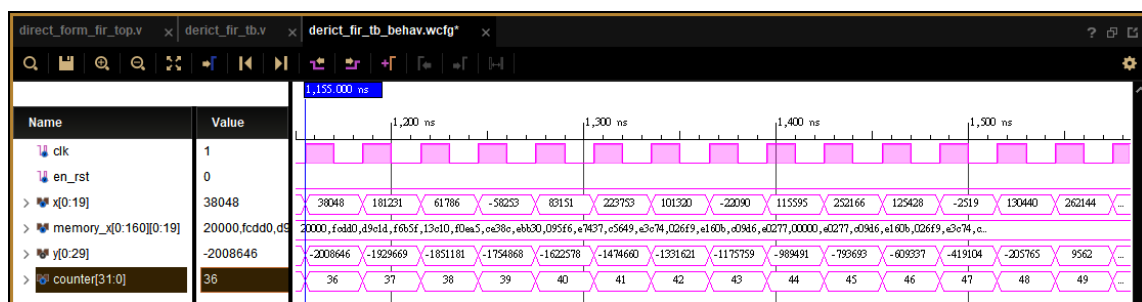 direct_form_fir_top.v × derict_fir_tb.v × derict_fir_tb_behav.wcfg* × ?
1,155.000 ns
Name Value 1,200 ns 1,300 ns 1,400 ns 1,500 ns
clk 1
en_rst 0
> x[0:19] 38048 38048 181231 61786 -58253 83151 223753 101320 -22090 115595 252166 125428 -2519 130440 262144 ...
> memory_x[0:160][0:19] 20000,fcdd0,d9 20000,fcdd0,d9c1d,f6b5f,13c10,f0ea5,ce38c,ebb30,095f6,e7437,c5649,e3c74,026f9,e160b,c09d6,e0277,00000,e0277,c09d6,e160b,026f9,e3c74,c...
> y[0:29] -2008646 -2008646 -1929669 -1851181 -1754868 -1622578 -1474660 -1331621 -1175759 -989491 -793693 -609337 -419104 -205765 9562 ...
> counter[31:0] 36 36 37 38 39 40 41 42 43 44 45 46 47 48 49 ...